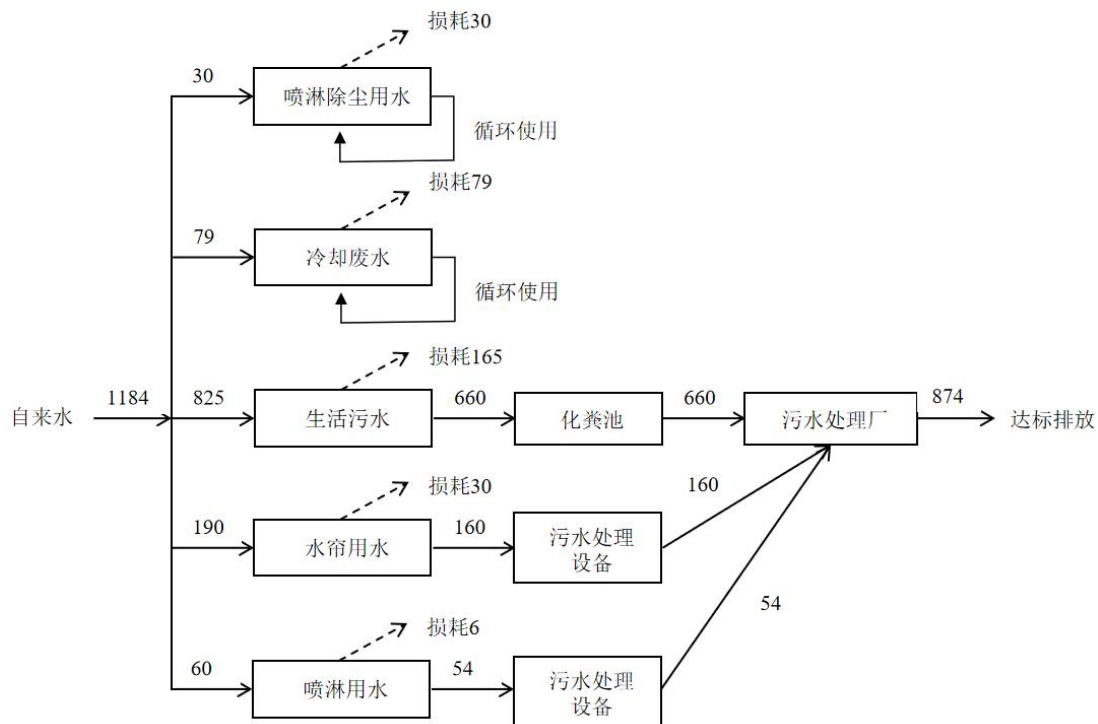 损耗30
30
喷淋除尘用水
循环使用
损耗79
79
冷却废水
循环使用
损耗165
自来水
1184
825
生活污水
660
化粪池
660
污水处理厂
874
达标排放
损耗30
190
水帘用水
160
污水处理
设备
160
损耗6
60
喷淋用水
54
污水处理
设备
54